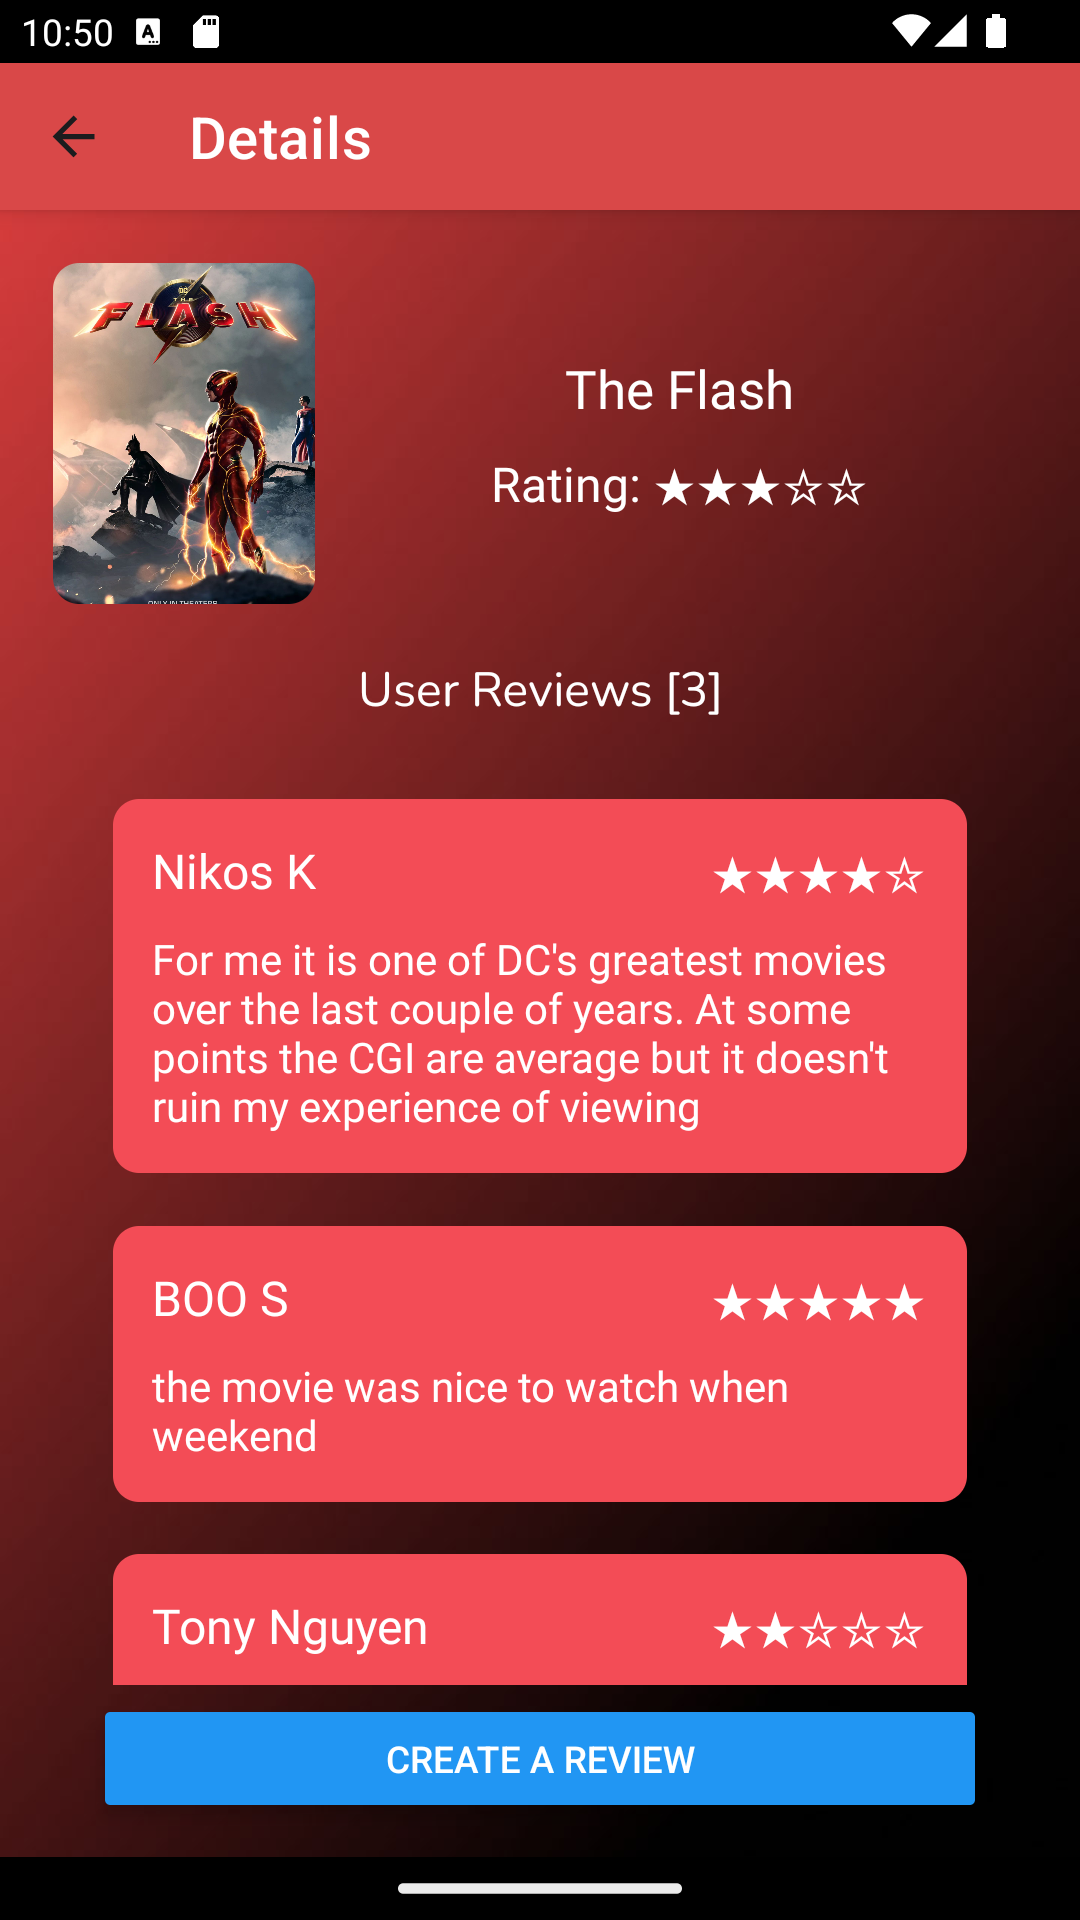 10:50
Details
DC
THE
FLASH
ONLY IN THEATERS
The Flash
Rating: ★★★☆☆
User Reviews [3]
Nikos K ★★★★☆
For me it is one of DC's greatest movies
over the last couple of years. At some
points the CGI are average but it doesn't
ruin my experience of viewing
BOO S ★★★★★
the movie was nice to watch when
weekend
Tony Nguyen ★★☆☆☆
CREATE A REVIEW